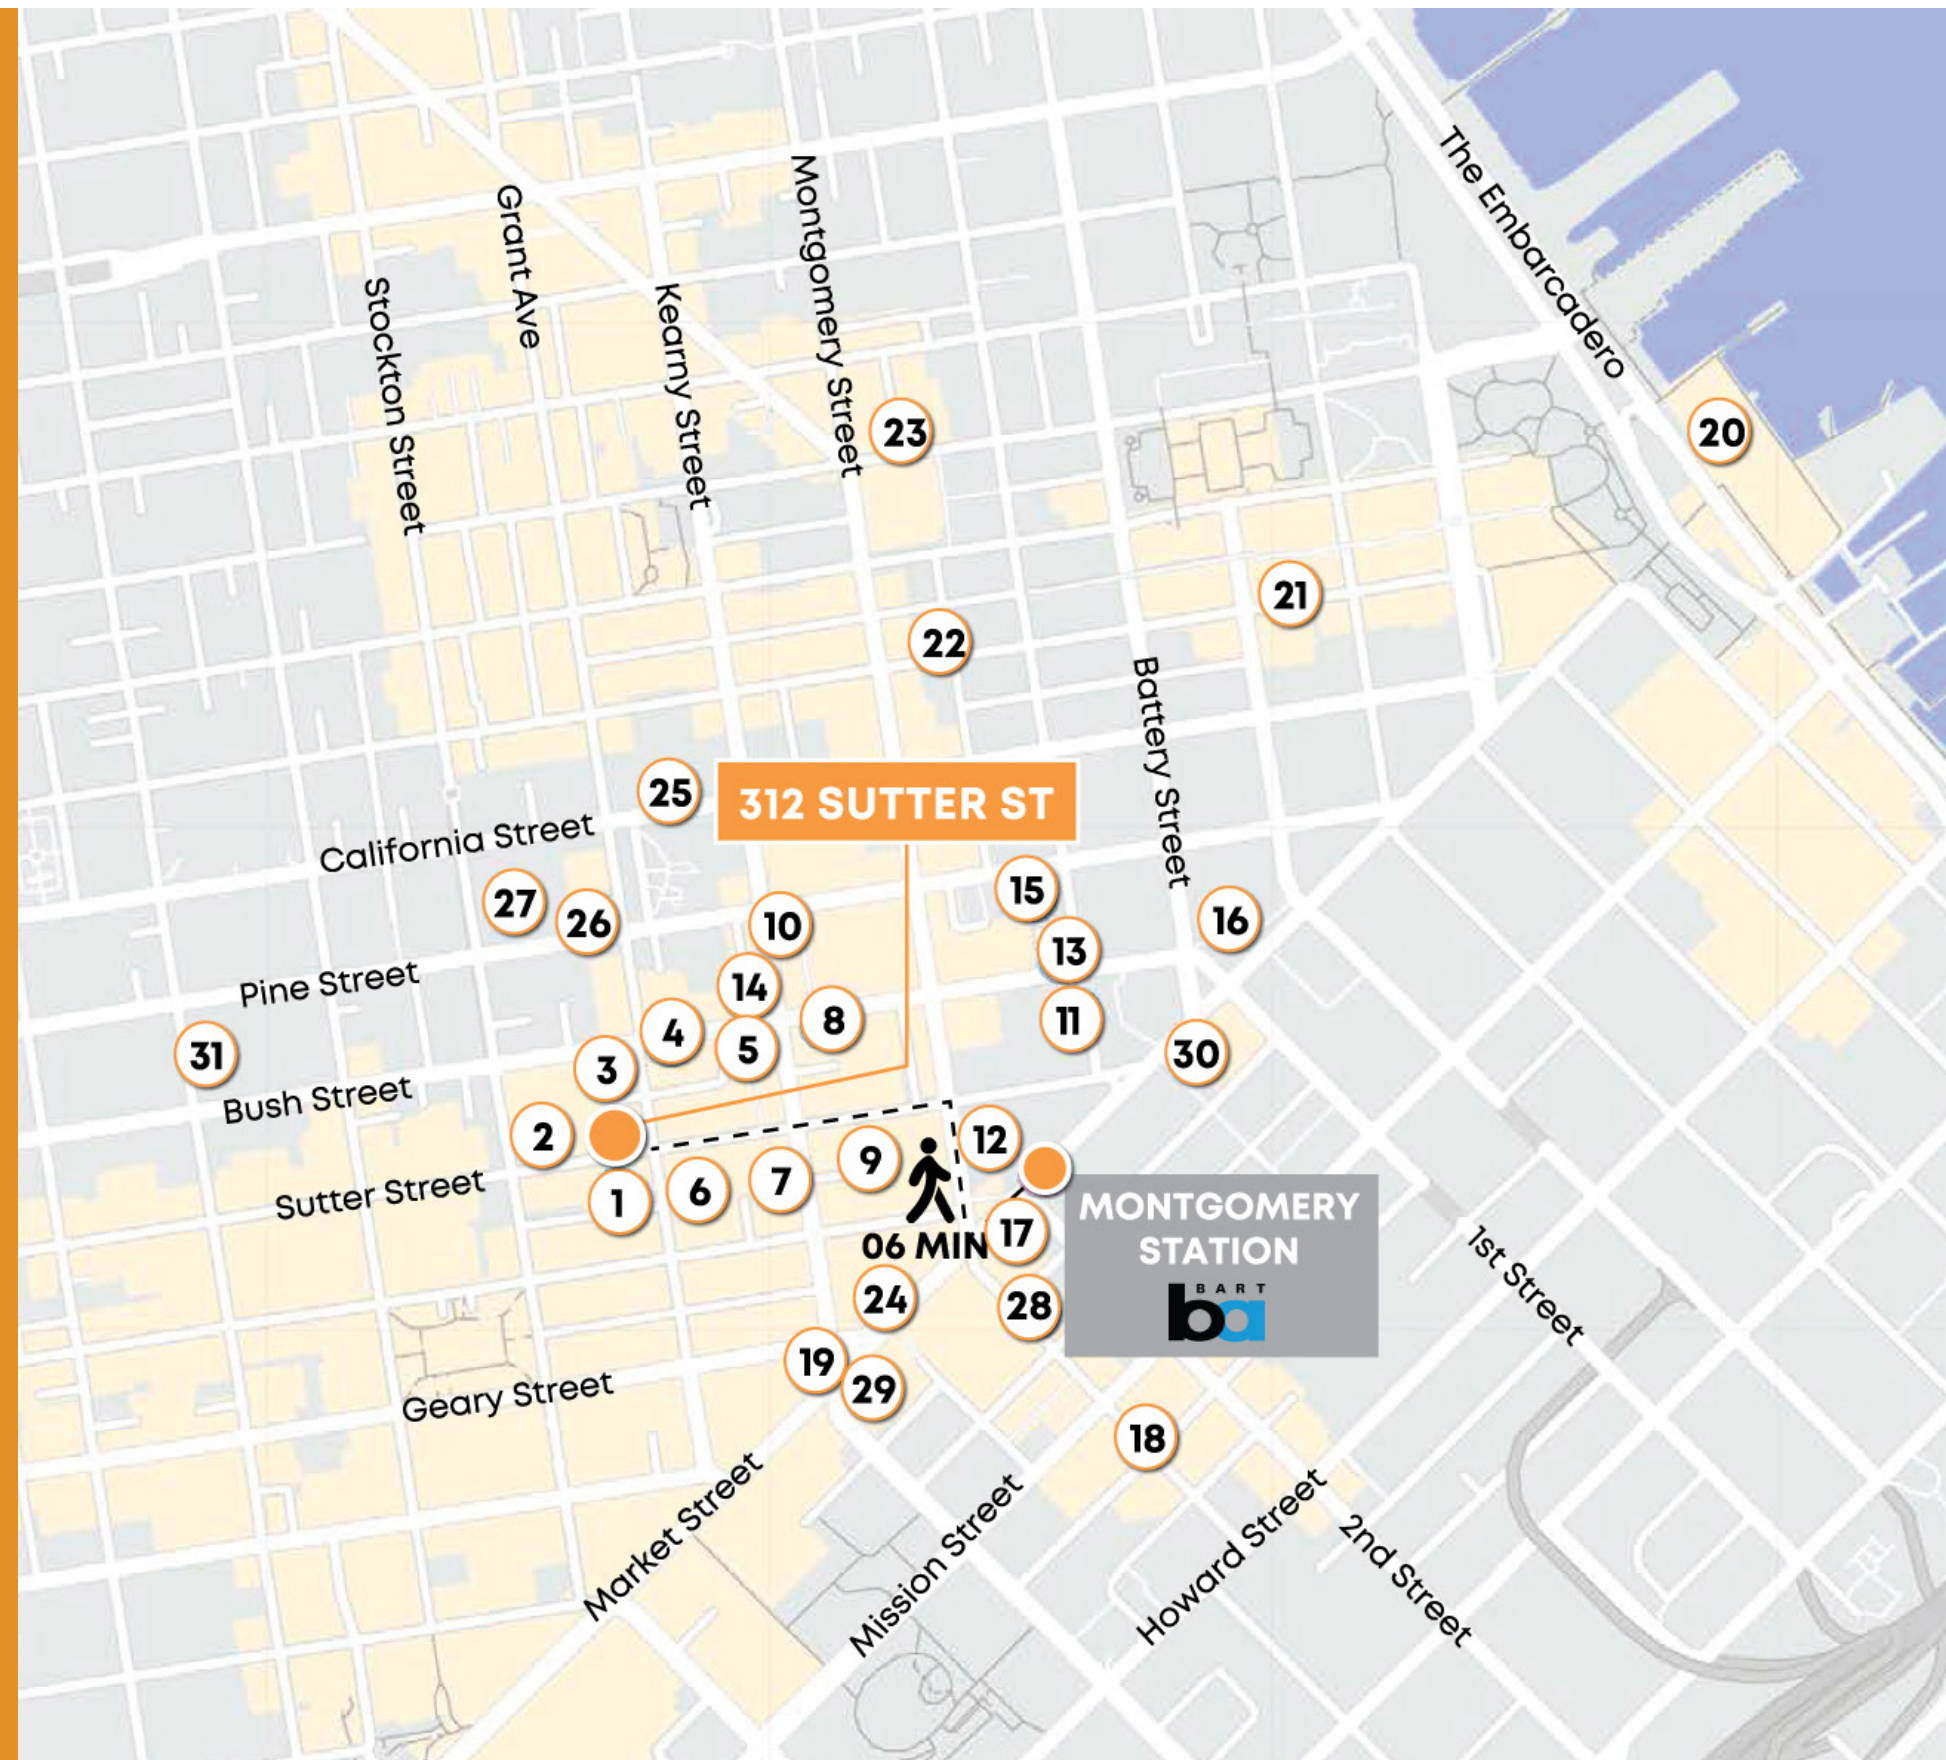 The Embarcadero
Montgomery Street
Grant Ave
Stockton Street
Kearny Street
23
20
21
22
Battery Street
25
312 SUTTER ST
California Street
27
26
10
15
16
13
Pine Street
14
4
5
8
11
31
3
30
Bush Street
2
12
9
7
6
1
Sutter Street
MONTGOMERY
STATION
BART
ba
17
06 MIN
24
28
1st Street
19
29
Geary Street
18
Market Street
Mission Street
Howard Street
2nd Street